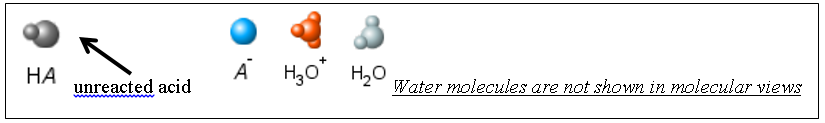 HA unreacted acid A⁻ H₃O⁺ H₂O Water molecules are not shown in molecular views